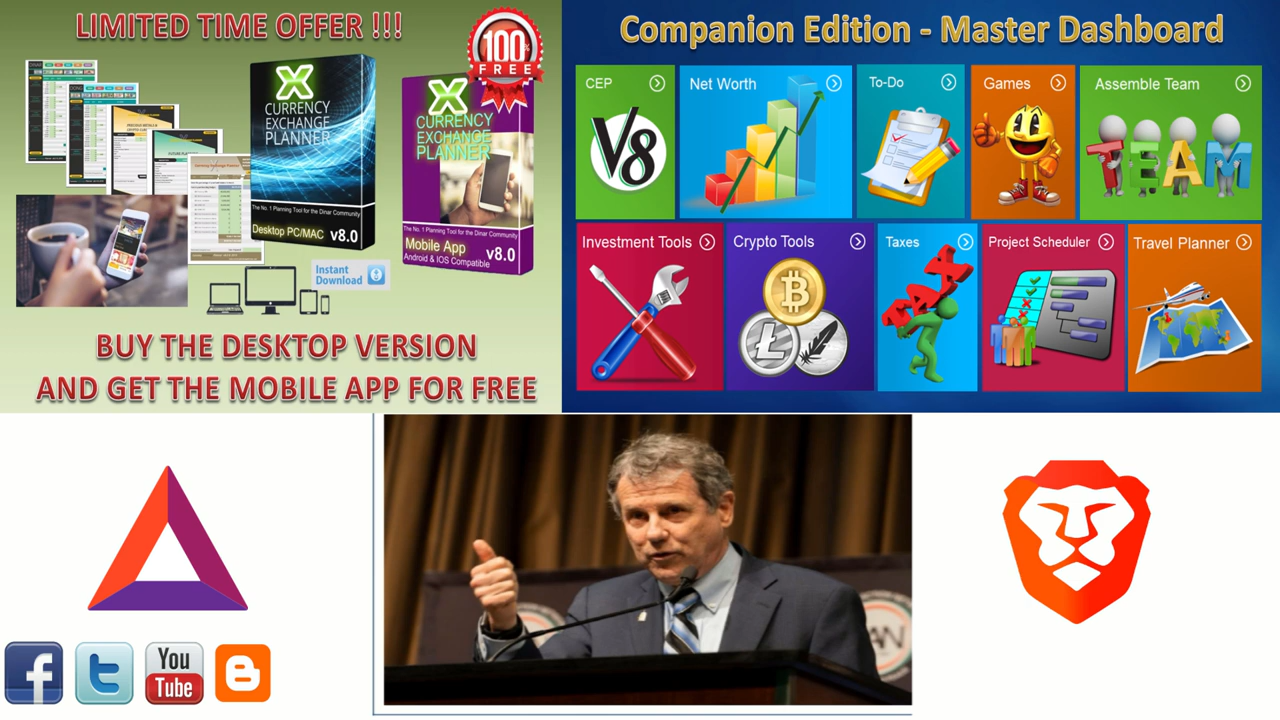 LIMITED TIME OFFER !!!
100%
FREE
X
CURRENCY
EXCHANGE
PLANNER
The No. 1 Planning Tool for the Dinar Community
Desktop PC/MAC v8.0
X
CURRENCY
EXCHANGE
PLANNER
The No. 1 Planning Tool for the Dinar Community
Mobile App
Android & IOS Compatible
v8.0
Instant
Download
BUY THE DESKTOP VERSION
AND GET THE MOBILE APP FOR FREE
Companion Edition - Master Dashboard
CEP
V8
Net Worth
To-Do
Games
Assemble Team
TEAM
Investment Tools
Crypto Tools
Taxes
TAX
Project Scheduler
Travel Planner
f
t
You
Tube
B
AN